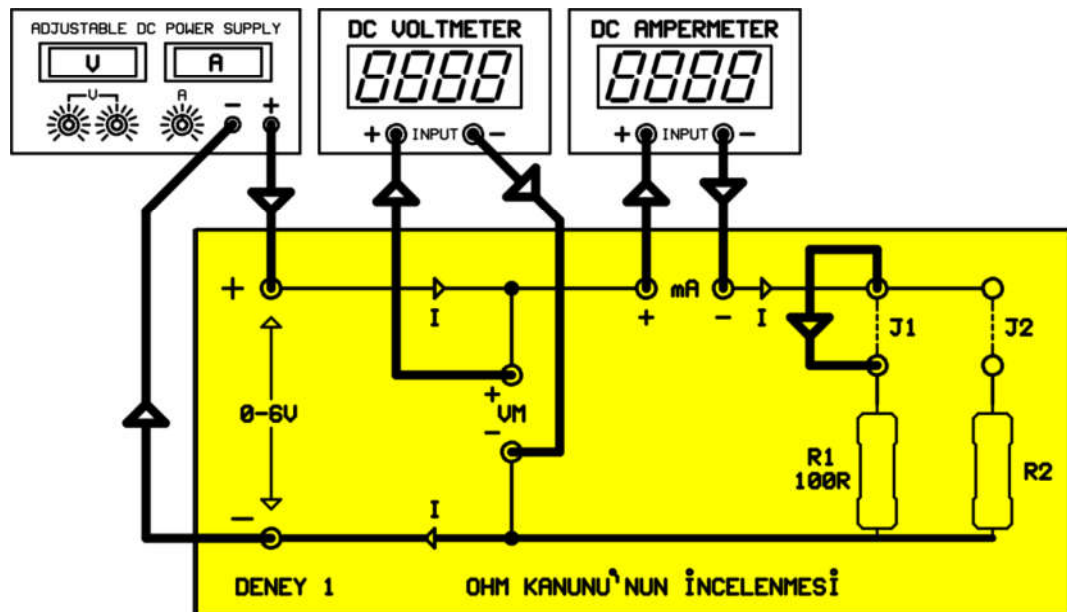 ADJUSTABLE DC POWER SUPPLY
V
A
V
A
- +
DC VOLTMETER
8888
+ INPUT -
DC AMPERMETER
8888
+ INPUT -
+
I
mA
+ -
I
J1
J2
0-6V
+
VM
-
R1
100R
R2
-
I
DENEY 1
OHM KANUNU'NUN İNCELENMESİ